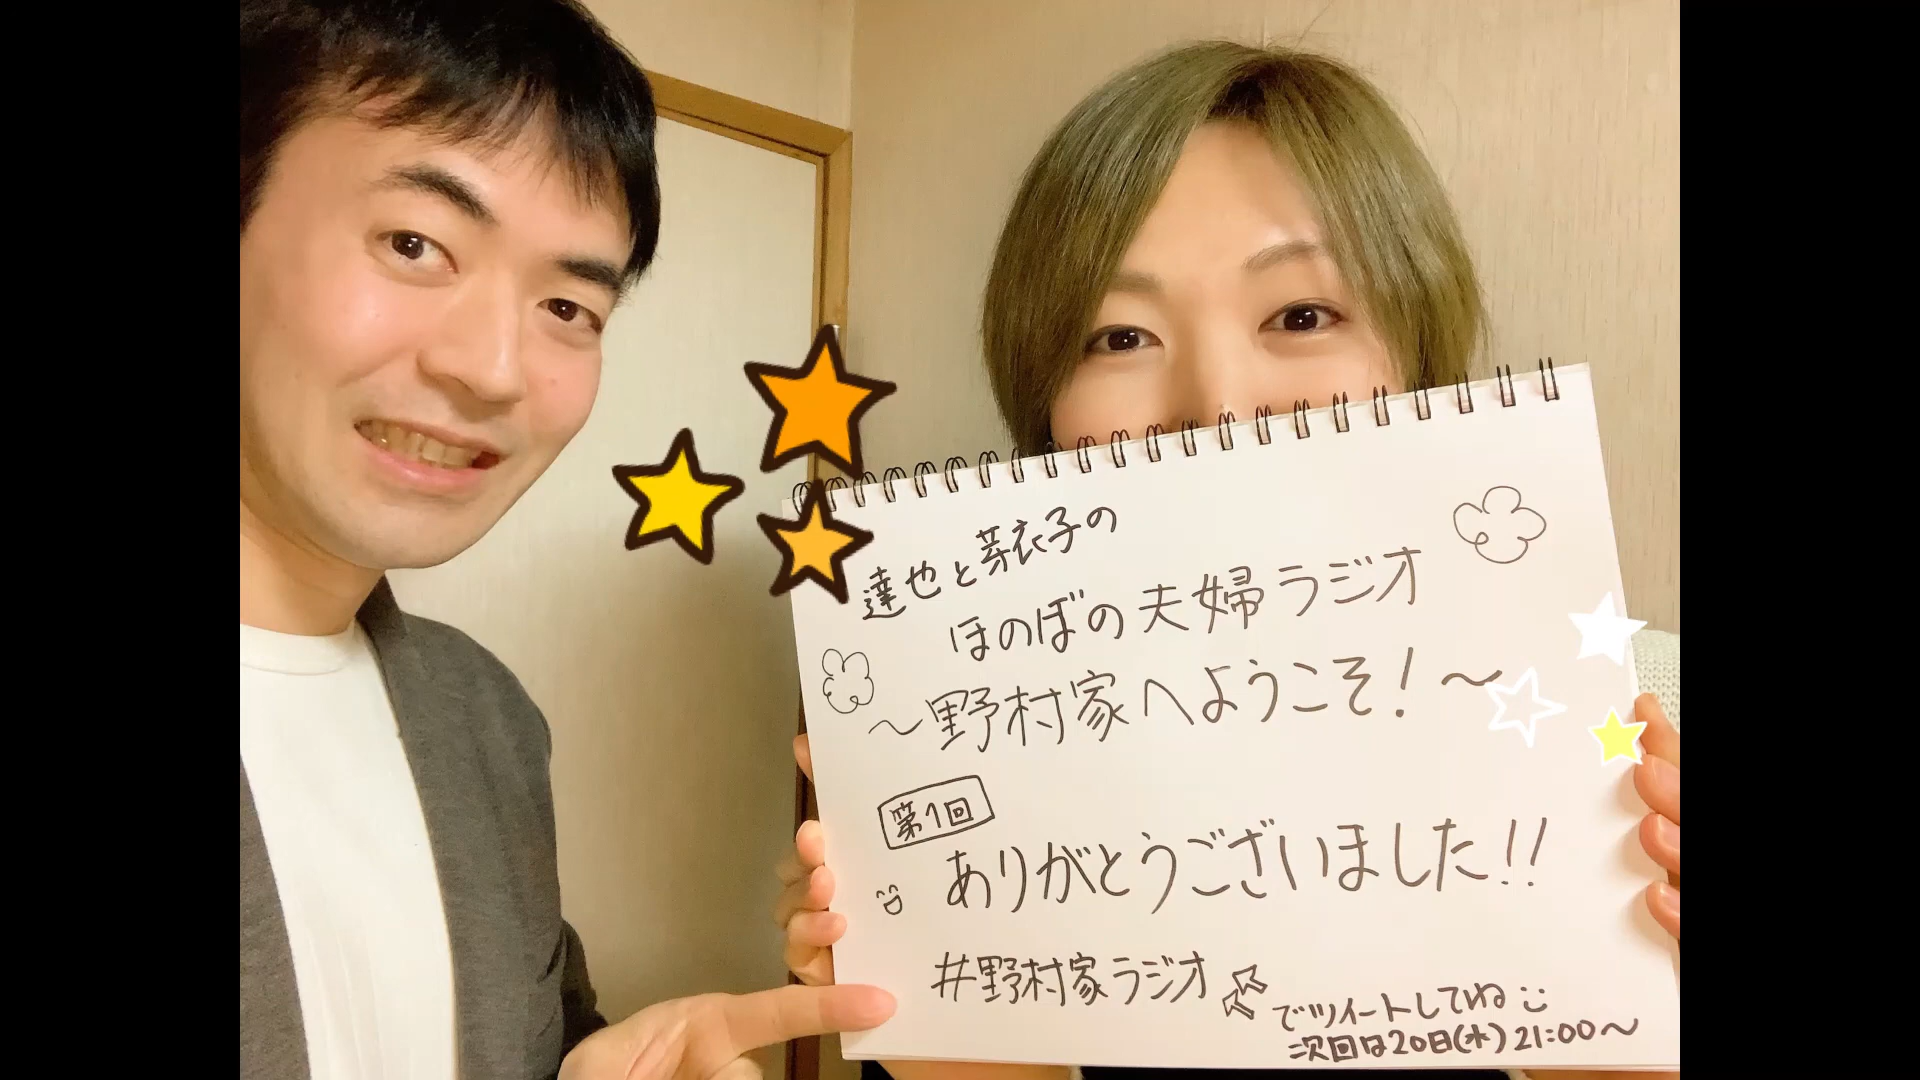 達也と芽衣子の
ほのぼの夫婦ラジオ
〜野村家へようこそ！〜
第1回
ありがとうございました!!
#野村家ラジオ
でツイートしてね
次回は20日(水)21:00〜